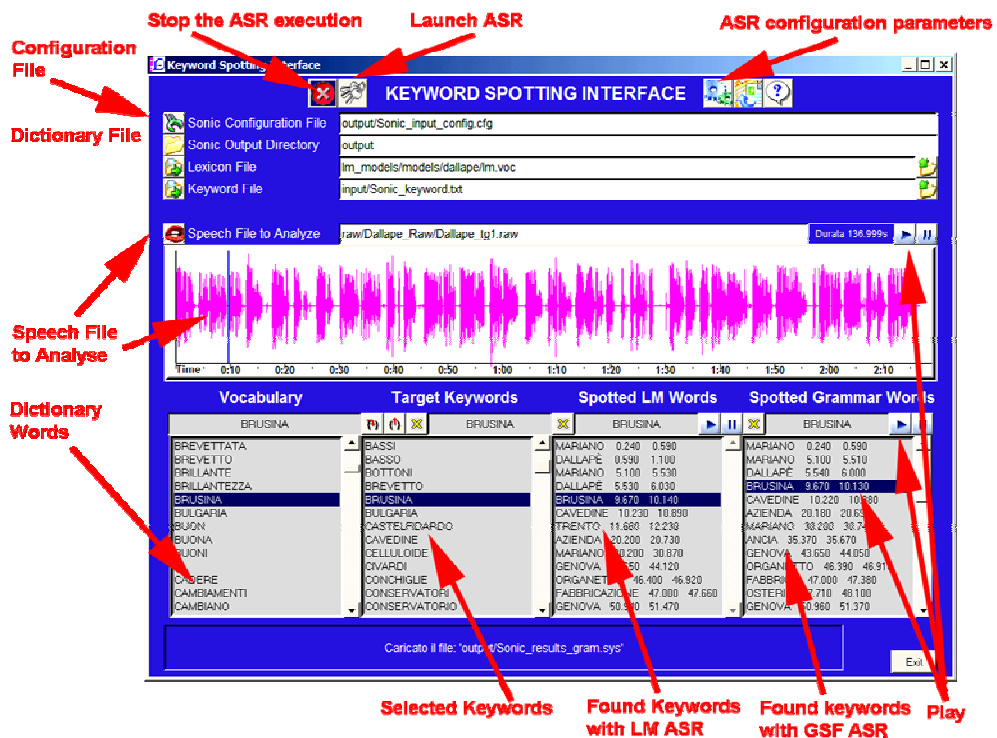 Stop the ASR execution
Launch ASR
ASR configuration parameters
Configuration
File
Dictionary File
Speech File
to Analyse
Dictionary
Words
Keyword Spotting Interface
KEYWORD SPOTTING INTERFACE
Sonic Configuration File output/Sonic_input_config.cfg
Sonic Output Directory output
Lexicon File lm_models/models/dallape/lm.voc
Keyword File input/Sonic_keyword.txt
Speech File to Analyze raw/Dallape_Raw/Dallape_tg1.raw Durata 136.999s
Time 0:10 0:20 0:30 0:40 0:50 1:00 1:10 1:20 1:30 1:40 1:50 2:00 2:10
Vocabulary
BRUSINA
BREVETTATA
BREVETTO
BRILLANTE
BRILLANTEZZA
BRUSINA
BULGARIA
BUON
BUONA
BUONI
CADERE
CAMBIAMENTI
CAMBIANO
Target Keywords
BRUSINA
BASSI
BASSO
BOTTONI
BREVETTO
BRUSINA
BULGARIA
CASTELFIDARDO
CAVEDINE
CELLULOIDE
CIVARDI
CONCHIGLIE
CONSERVATORI
CONSERVATORIO
Spotted LM Words
BRUSINA
MARIANO 0.240 0.590
DALLAPÈ 0.590 1.100
MARIANO 5.100 5.530
DALLAPÈ 5.530 6.030
BRUSINA 9.670 10.140
CAVEDINE 10.230 10.890
TRENTO 11.660 12.230
AZIENDA 20.200 20.730
MARIANO 30.870
GENOVA 44.120
ORGANETTO 46.400 46.920
FABBRICAZIONE 47.000 47.660
GENOVA 50.940 51.470
Spotted Grammar Words
BRUSINA
MARIANO 0.240 0.590
MARIANO 5.100 5.510
DALLAPÈ 5.540 6.000
BRUSINA 9.670 10.130
CAVEDINE 10.220
AZIENDA 20.180
MARIANO
ANCIA 35.370 35.670
GENOVA 43.650 44.050
ORGANETTO 46.390
47.000 47.380
48.100
GENOVA 51.370
Caricato il file: 'output/Sonic_results_gram.sys'
Exit
Selected Keywords
Found Keywords
with LM ASR
Found keywords
with GSF ASR
Play